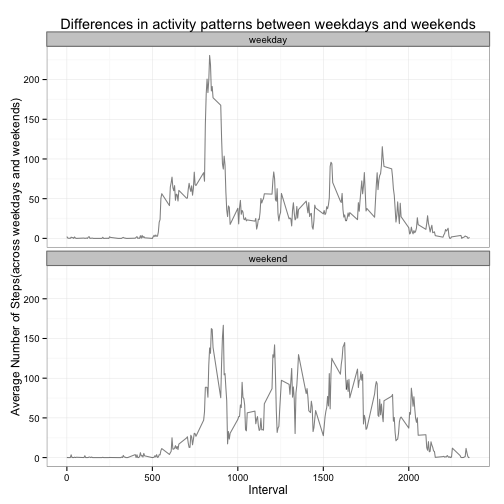 Differences in activity patterns between weekdays and weekends
weekday
200
150
100
50
0
weekend
200
150
100
50
0
Average Number of Steps(across weekdays and weekends)
0 500 1000 1500 2000
Interval